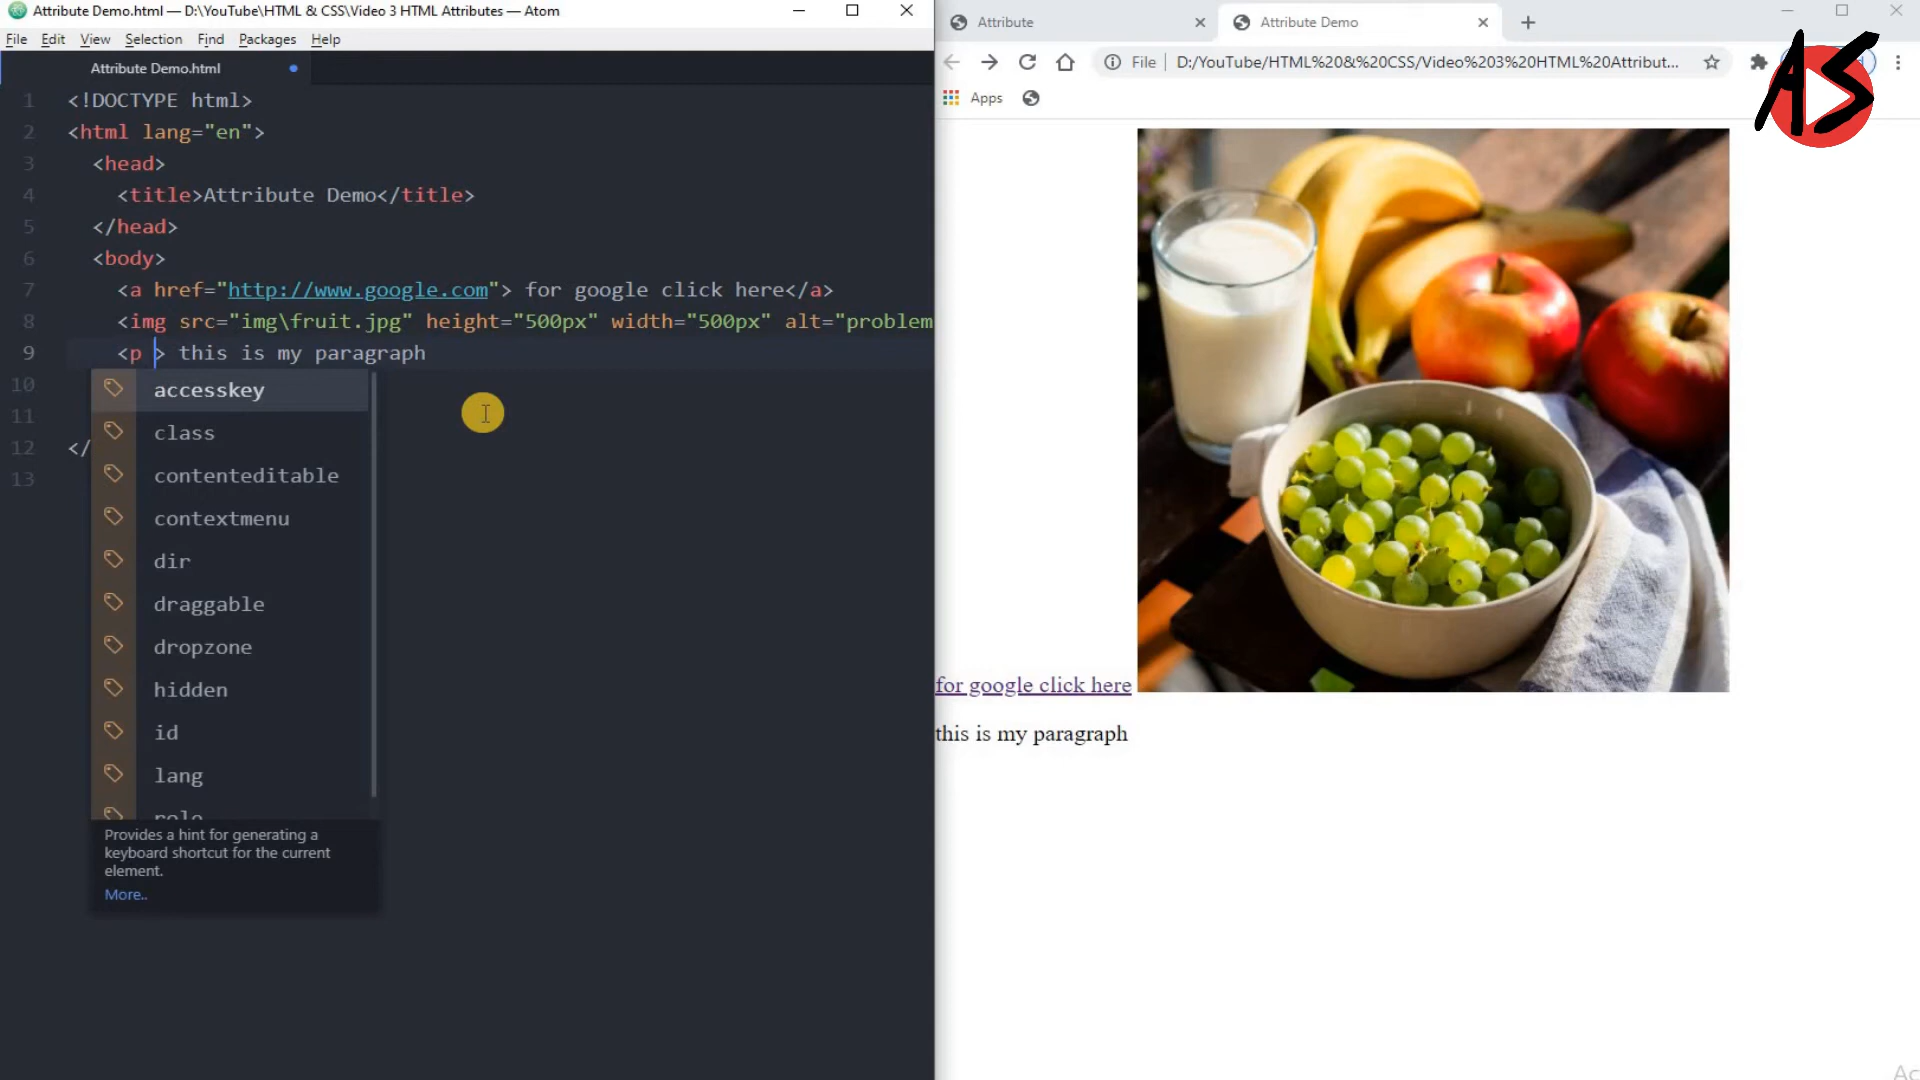 Attribute Demo.html — D:\YouTube\HTML & CSS\Video 3 HTML Attributes — Atom
File Edit View Selection Find Packages Help
Attribute Demo.html
1 <!DOCTYPE html>
2 <html lang="en">
3 <head>
4 <title>Attribute Demo</title>
5 </head>
6 <body>
7 <a href="http://www.google.com"> for google click here</a>
8 <img src="img\fruit.jpg" height="500px" width="500px" alt="problem
9 <p > this is my paragraph
10
11
12 </
13
accesskey
class
contenteditable
contextmenu
dir
draggable
dropzone
hidden
id
lang
role
Provides a hint for generating a
keyboard shortcut for the current
element.
More..
Attribute
Attribute Demo
File D:/YouTube/HTML%20&%20CSS/Video%203%20HTML%20Attribut...
Apps
AS
for google click here
this is my paragraph
Ac